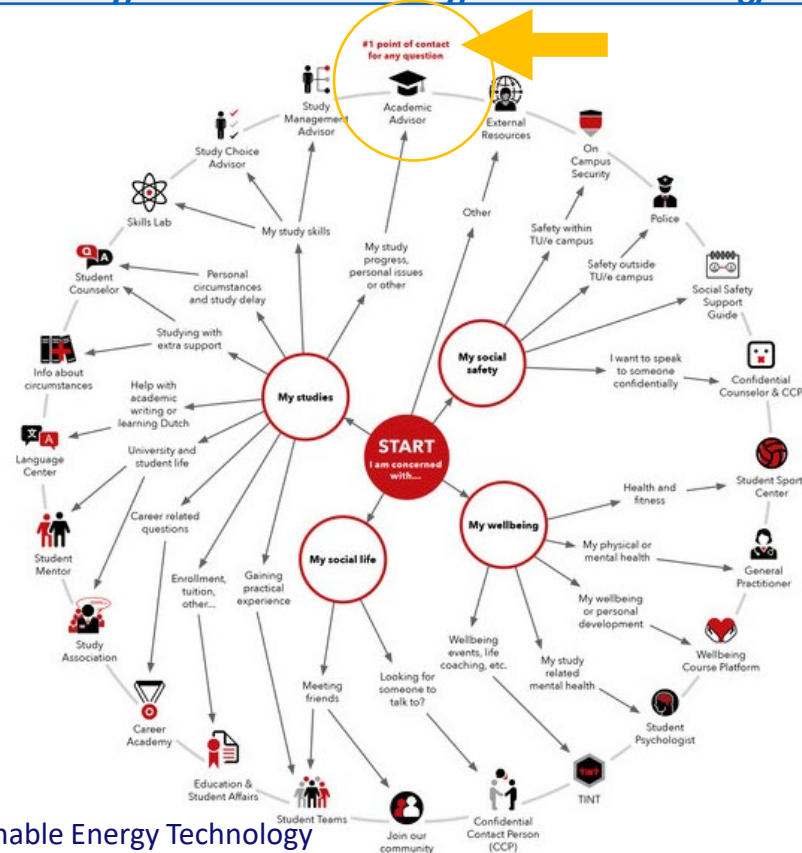 #1 point of contact
for any question
Academic
Advisor
External
Resources
On
Campus
Security
Police
Social Safety
Support
Guide
Confidential
Counselor & CCP
Student Sport
Center
General
Practitioner
Wellbeing
Course Platform
Student
Psychologist
TINT
TINT
Confidential
Contact Person
(CCP)
Join our
community
Student Teams
Education &
Student Affairs
Career
Academy
Study
Association
Student
Mentor
Language
Center
Info about
circumstances
Student
Counselor
Q
A
Skills Lab
Study Choice
Advisor
Study
Management
Advisor
My study skills
My study
progress,
personal issues
or other
Other
Safety within
TU/e campus
Safety outside
TU/e campus
I want to speak
to someone
confidentially
Personal
circumstances
and study delay
Studying with
extra support
Help with
academic
writing or
learning Dutch
University and
student life
Career related
questions
Enrollment,
tuition,
other...
Gaining
practical
experience
My studies
My social
safety
START
I am concerned
with...
My social life
My wellbeing
Health and
fitness
My physical or
mental health
My wellbeing
or personal
development
My study
related
mental health
Wellbeing
events, life
coaching, etc.
Looking for
someone to
talk to?
Meeting
friends
nable Energy Technology